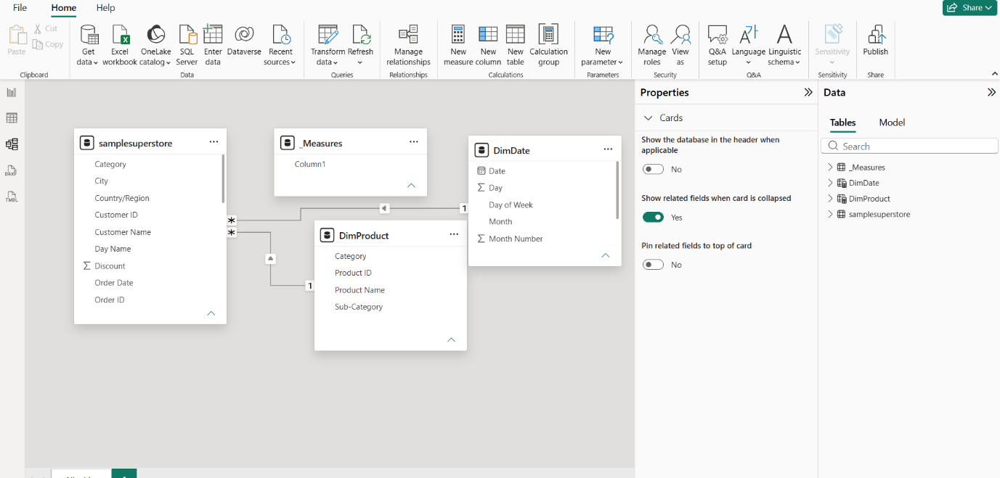 File Home Help
Share
Paste
Cut
Copy
Clipboard
Get data
Excel workbook
OneLake catalog
SQL Server
Enter data
Dataverse
Recent sources
Data
Transform data
Refresh
Queries
Manage relationships
Relationships
New measure
New column
New table
Calculation group
Calculations
New parameter
Parameters
Manage roles
View as
Security
Q&A setup
Language
Linguistic schema
Q&A
Sensitivity
Sensitivity
Publish
Share
DAX
TMDL
samplesuperstore ...
Category
City
Country/Region
Customer ID
Customer Name
Day Name
∑ Discount
Order Date
Order ID
_Measures ...
Column1
DimProduct ...
Category
Product ID
Product Name
Sub-Category
DimDate ...
Date
∑ Day
Day of Week
Month
∑ Month Number
* 1
* 1
Properties
Cards
Show the database in the header when
applicable
No
Show related fields when card is collapsed
Yes
Pin related fields to top of card
No
Data
Tables Model
Search
_Measures
DimDate
DimProduct
samplesuperstore